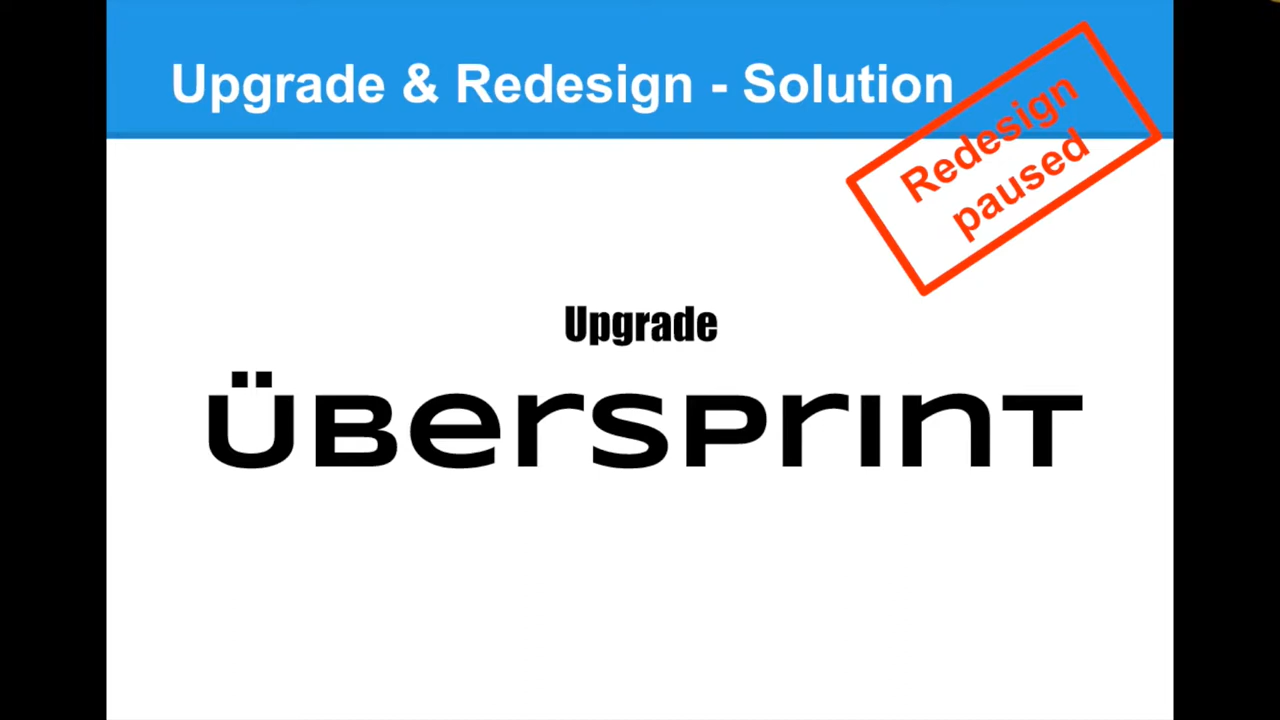 Upgrade & Redesign - Solution
Redesign
paused
Upgrade
ÜBERSPRINT